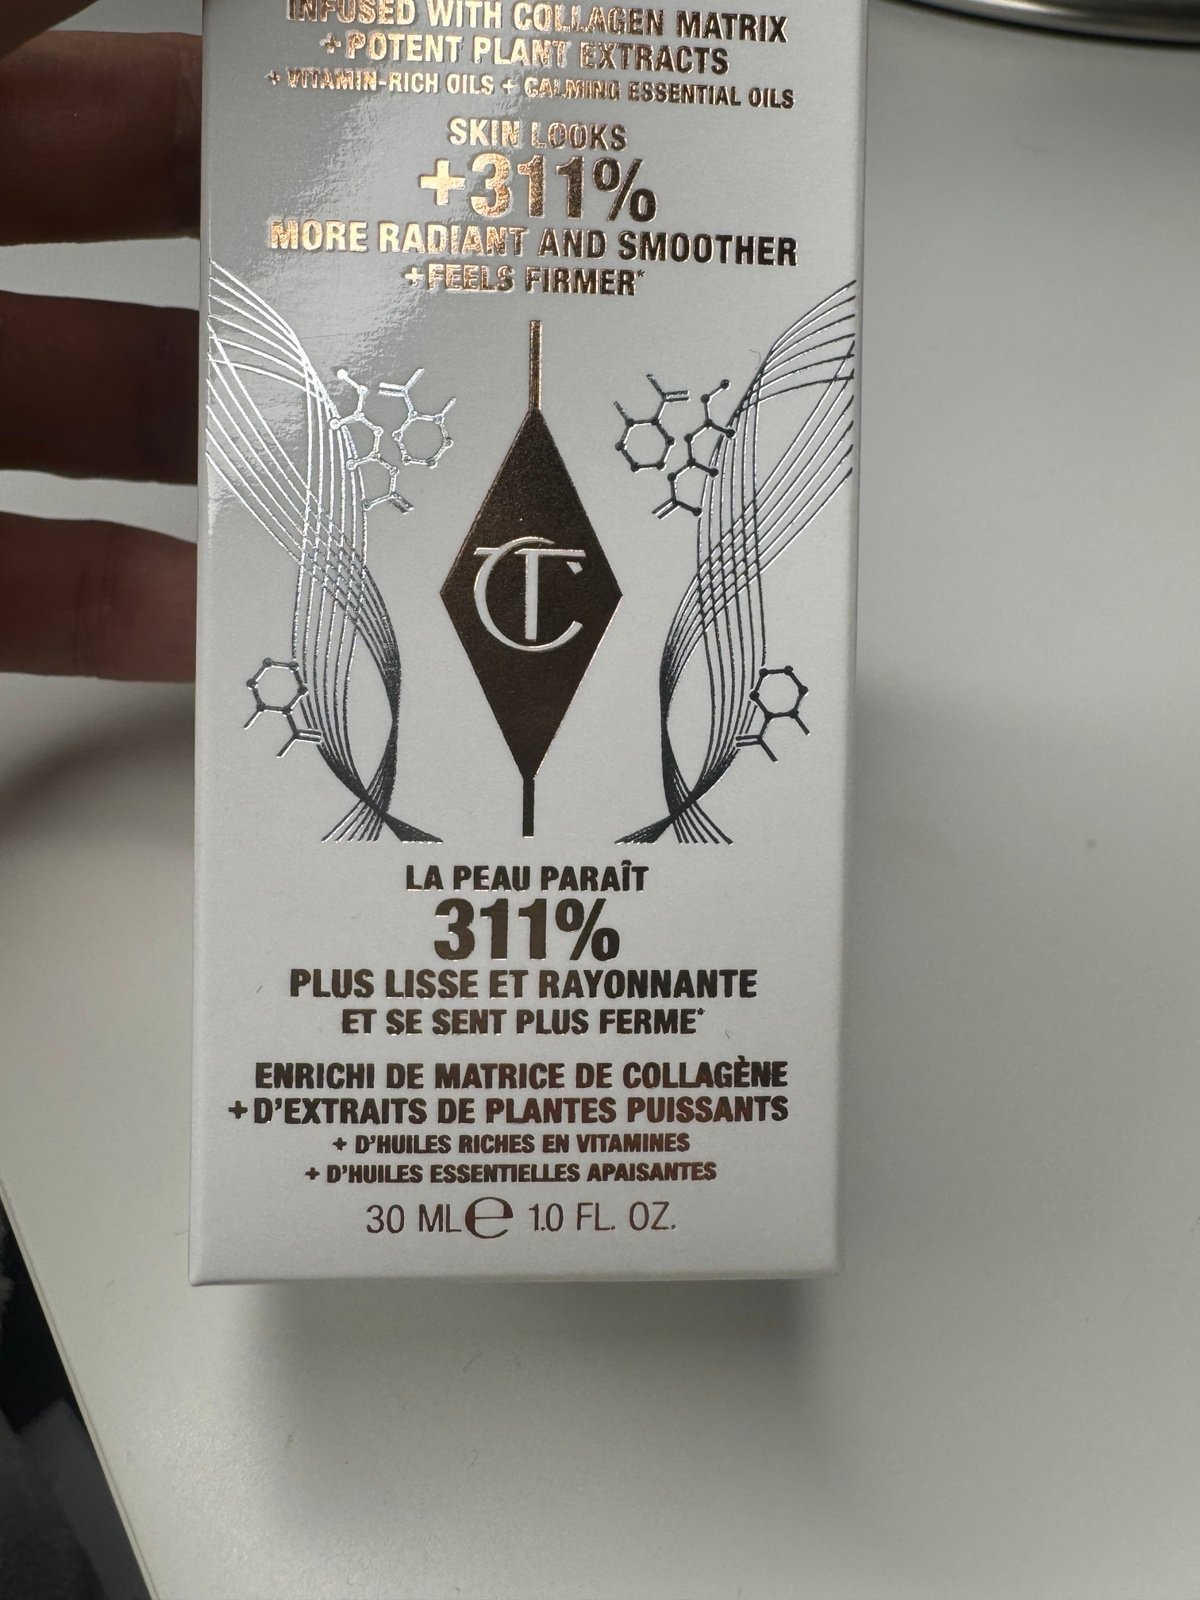 INFUSED WITH COLLAGEN MATRIX
+POTENT PLANT EXTRACTS
+ VITAMIN-RICH OILS + CALMING ESSENTIAL OILS
SKIN LOOKS
+311%
MORE RADIANT AND SMOOTHER
+FEELS FIRMER*
CT
LA PEAU PARAÎT
311%
PLUS LISSE ET RAYONNANTE
ET SE SENT PLUS FERME*
ENRICHI DE MATRICE DE COLLAGÈNE
+D'EXTRAITS DE PLANTES PUISSANTS
+ D'HUILES RICHES EN VITAMINES
+ D'HUILES ESSENTIELLES APAISANTES
30 ML℮ 1.0 FL. OZ.